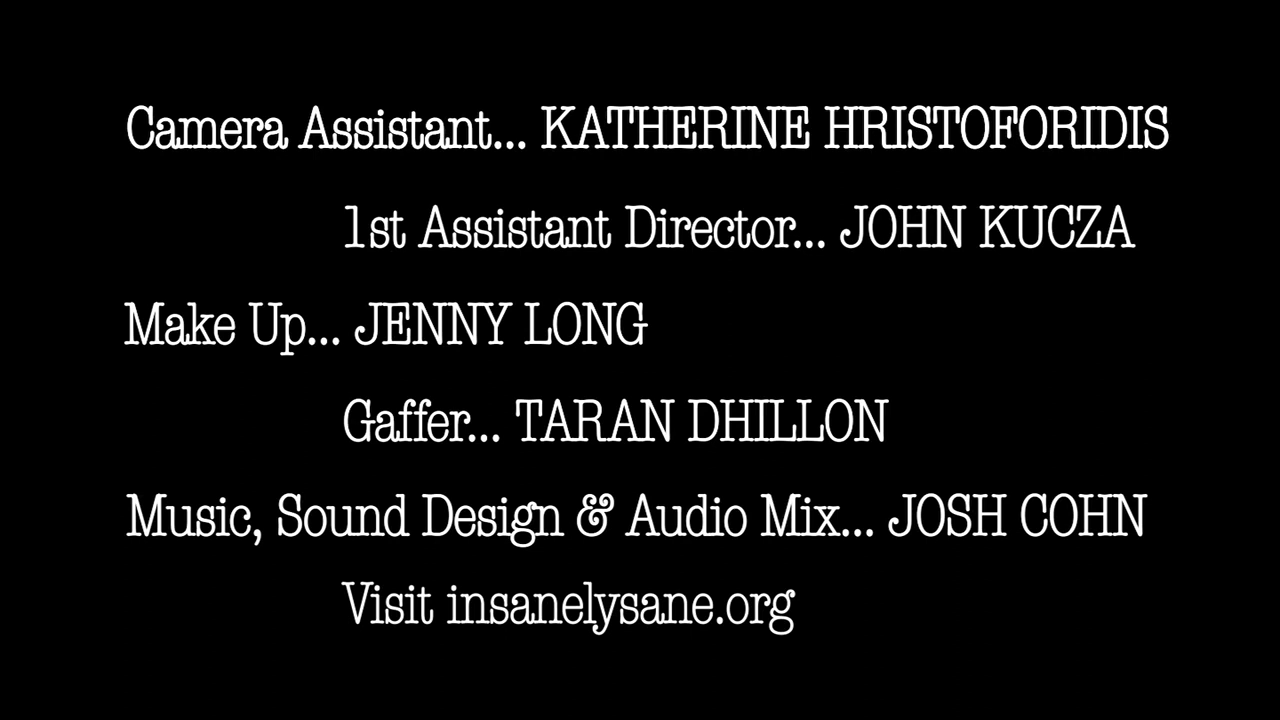 Camera Assistant... KATHERINE HRISTOFORIDIS
1st Assistant Director... JOHN KUCZA
Make Up... JENNY LONG
Gaffer... TARAN DHILLON
Music, Sound Design & Audio Mix... JOSH COHN
Visit insanelysane.org